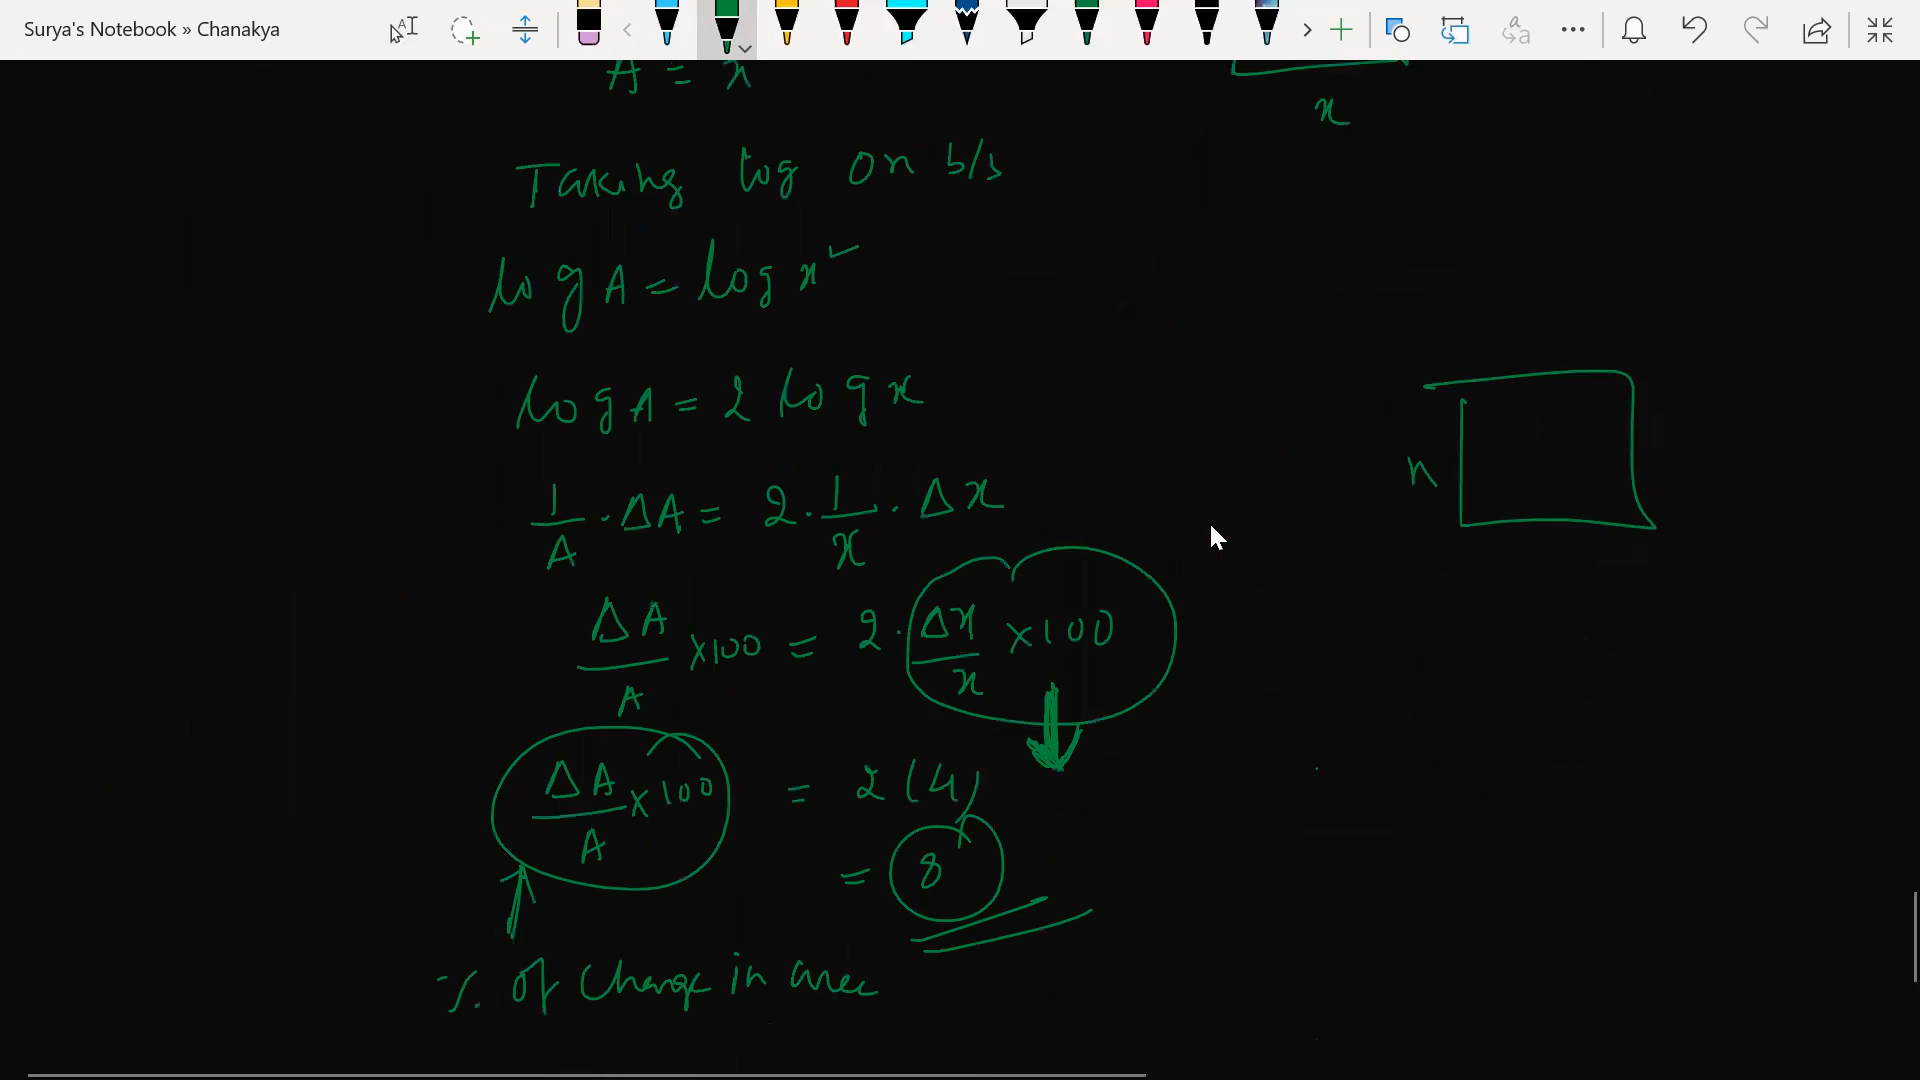 Surya's Notebook » Chanakya
A = x
x
Taking log on b/s
log A = log x²
log A = 2 log x
x
1/A · ΔA = 2 · 1/x · Δx
ΔA/A ×100 = 2 · Δx/x ×100
ΔA/A ×100 = 2(4)
= 8
% of change in area